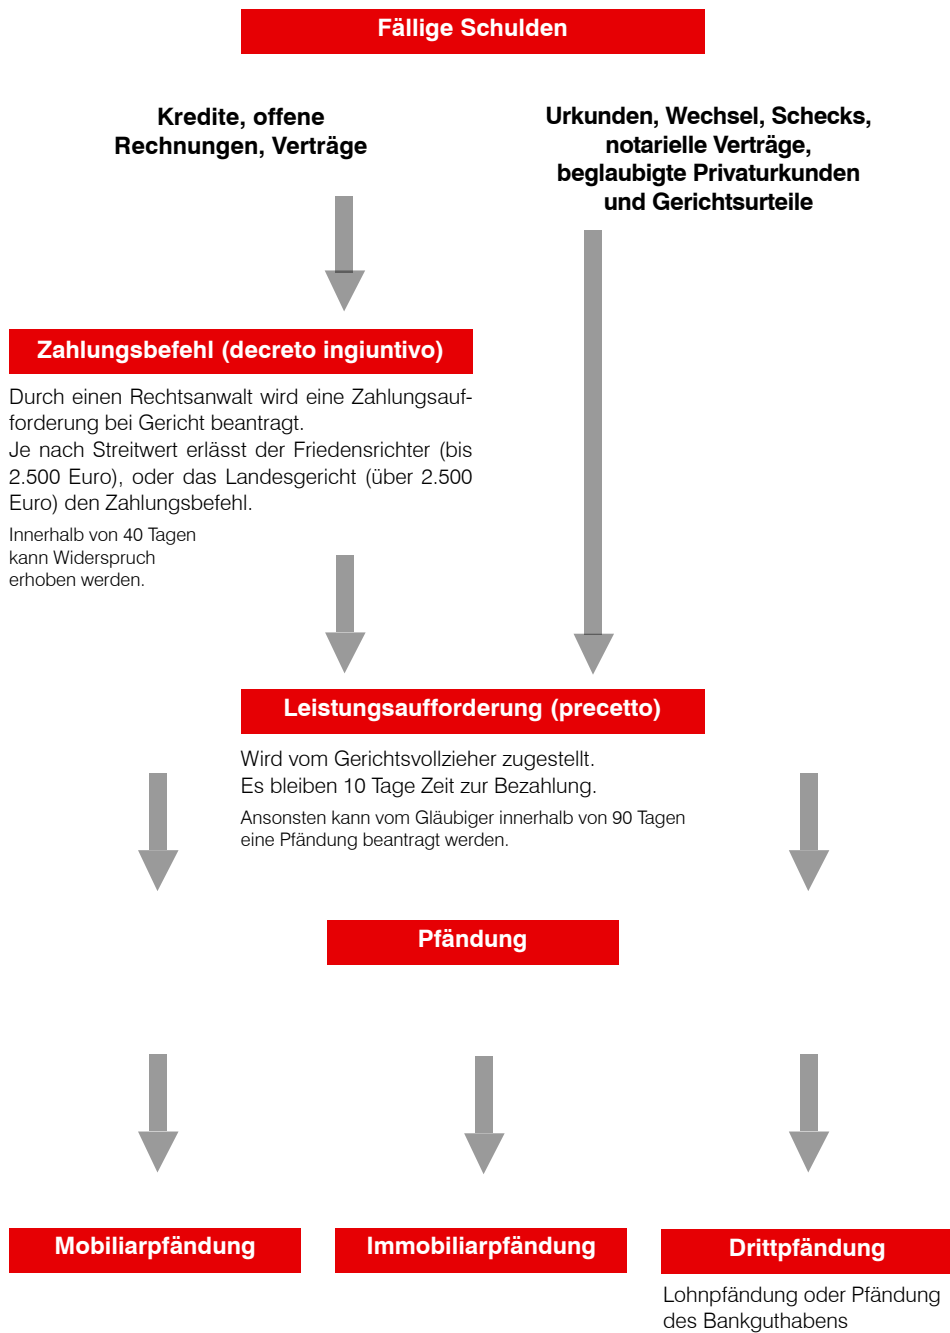 Fällige Schulden
Kredite, offene
Rechnungen, Verträge
Urkunden, Wechsel, Schecks,
notarielle Verträge,
beglaubigte Privaturkunden
und Gerichtsurteile
Zahlungsbefehl (decreto ingiuntivo)
Durch einen Rechtsanwalt wird eine Zahlungsauf-
forderung bei Gericht beantragt.
Je nach Streitwert erlässt der Friedensrichter (bis
2.500 Euro), oder das Landesgericht (über 2.500
Euro) den Zahlungsbefehl.
Innerhalb von 40 Tagen
kann Widerspruch
erhoben werden.
Leistungsaufforderung (precetto)
Wird vom Gerichtsvollzieher zugestellt.
Es bleiben 10 Tage Zeit zur Bezahlung.
Ansonsten kann vom Gläubiger innerhalb von 90 Tagen
eine Pfändung beantragt werden.
Pfändung
Mobiliarpfändung
Immobiliarpfändung
Drittpfändung
Lohnpfändung oder Pfändung
des Bankguthabens